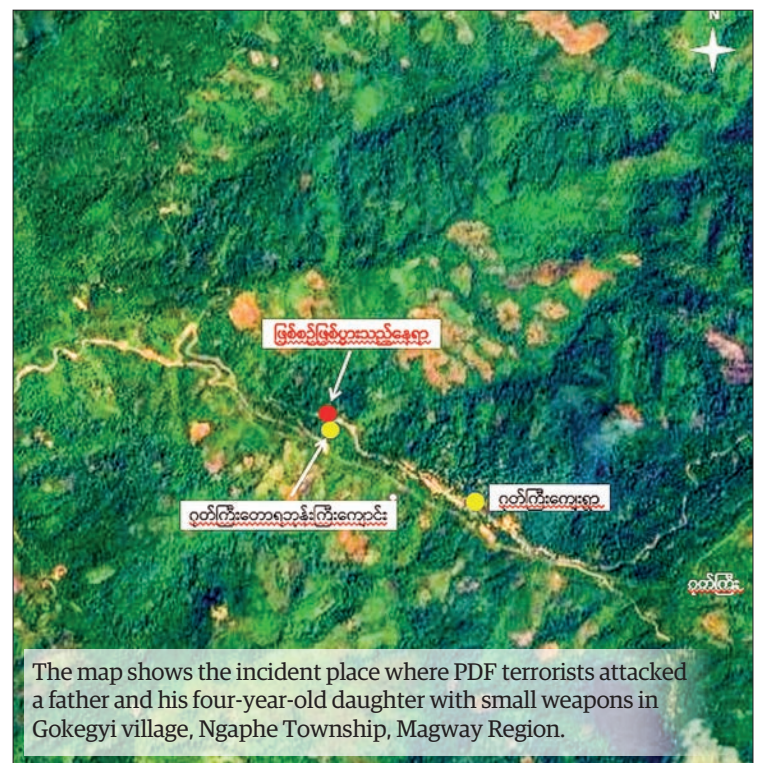 N
ဖြစ်စဉ်ဖြစ်ပွားသည့်နေရာ
ဂုတ်ကြီးတောရဘုန်းကြီးကျောင်း
ဂုတ်ကြီးကျေးရွာ
ဂုတ်ကြီး
The map shows the incident place where PDF terrorists attacked
a father and his four-year-old daughter with small weapons in
Gokegyi village, Ngaphe Township, Magway Region.